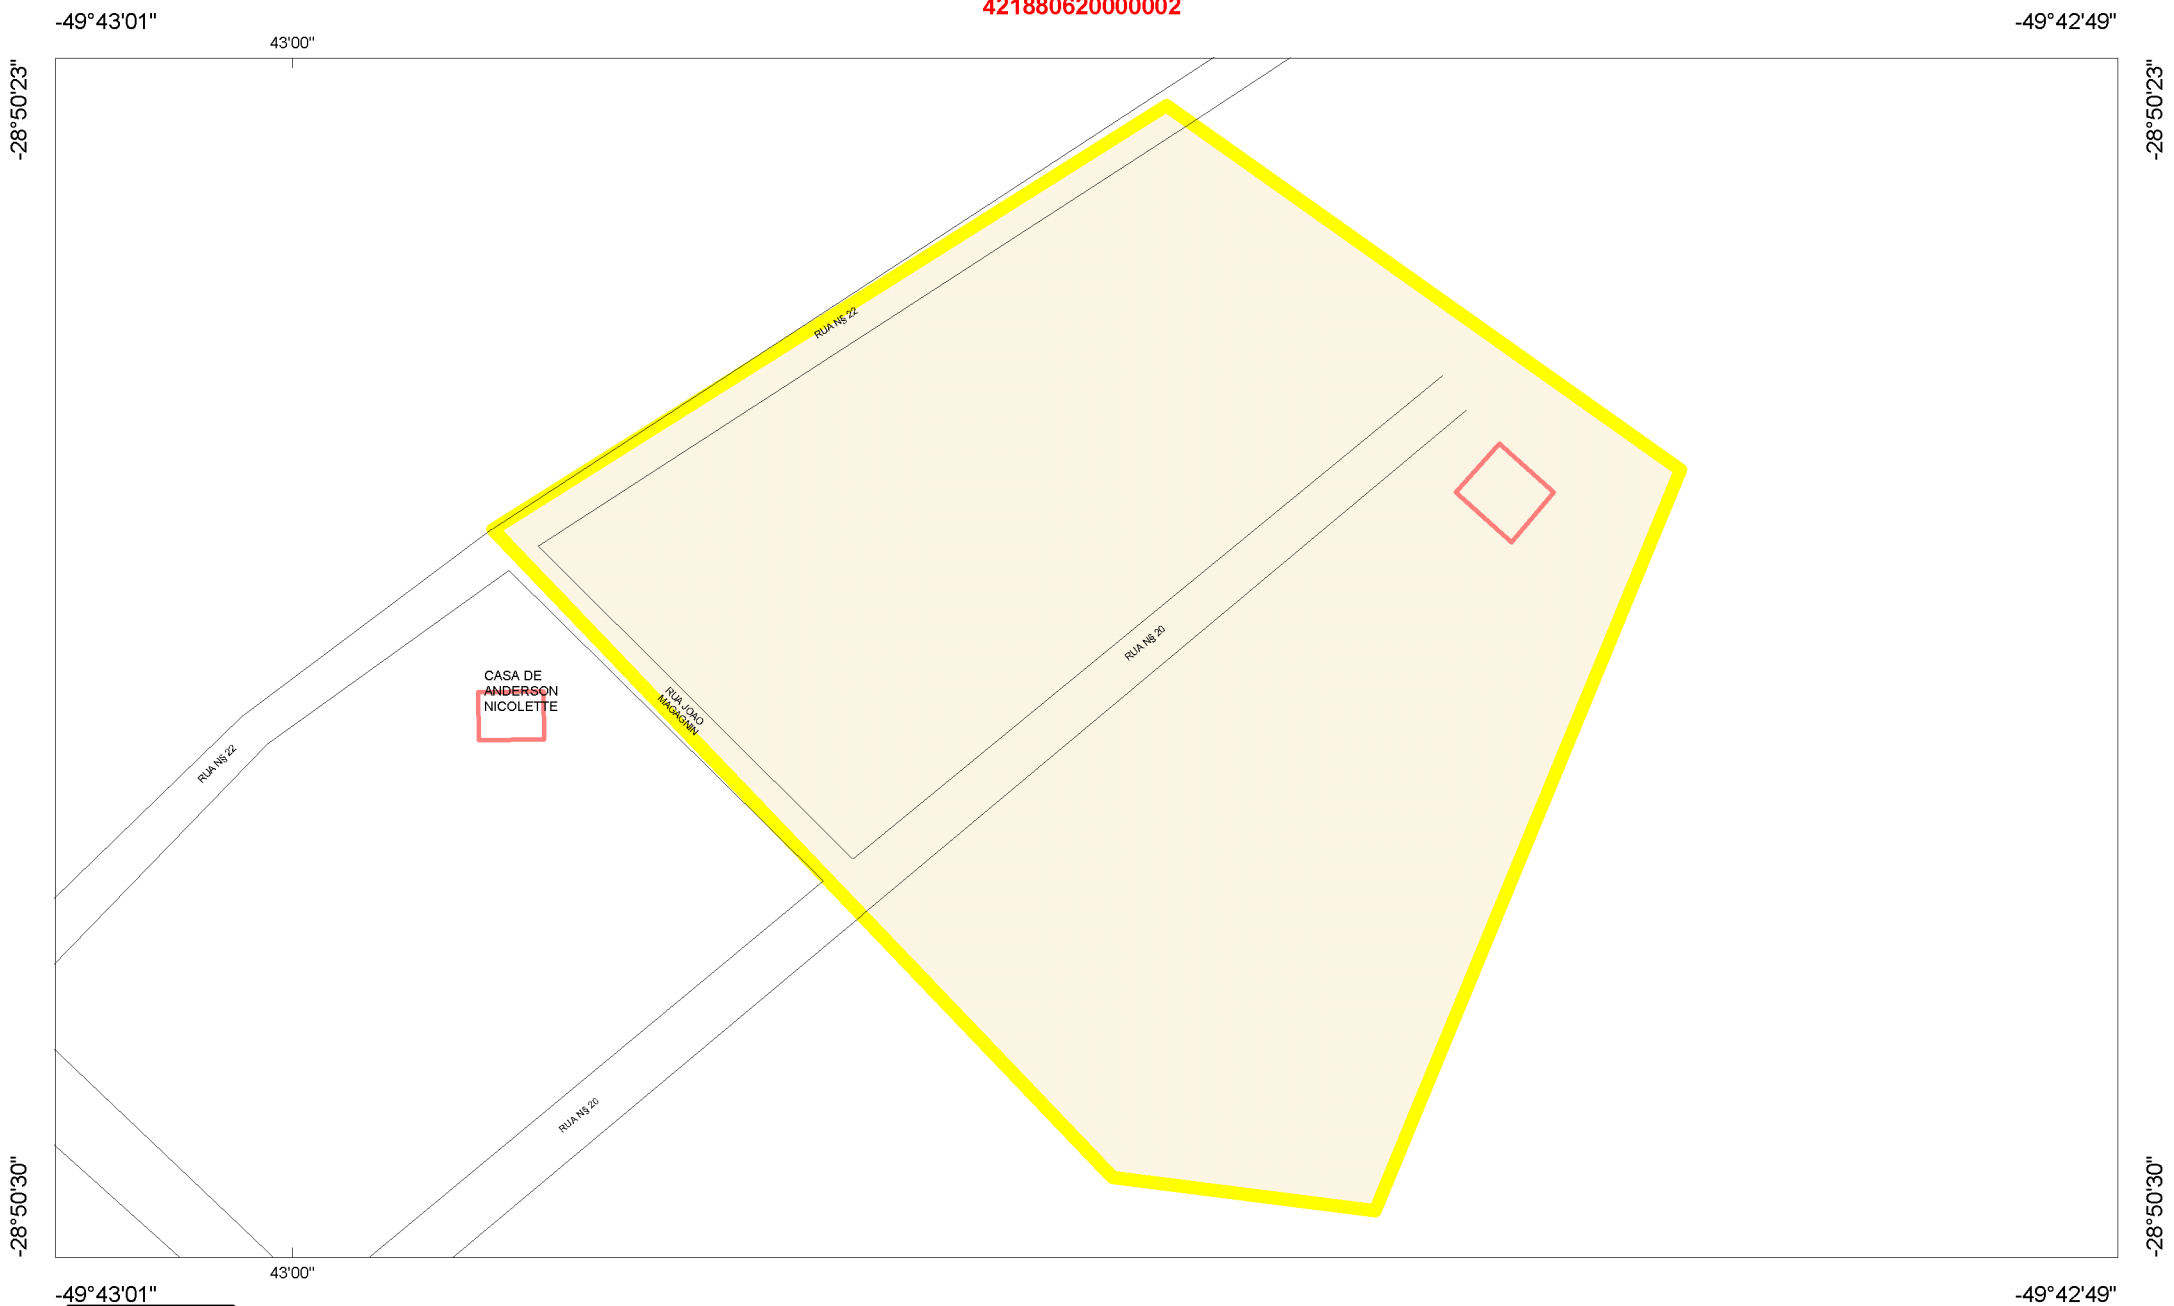 421880620000002
-49°43'01"
-49°42'49"
43'00"
-28°50'23"
-28°50'23"
RUA N§ 22
RUA N§ 20
CASA DE
ANDERSON
NICOLETTE
RUA JOAO
MAGAGNIN
RUA N§ 22
RUA N§ 20
-28°50'30"
-28°50'30"
43'00"
-49°43'01"
-49°42'49"